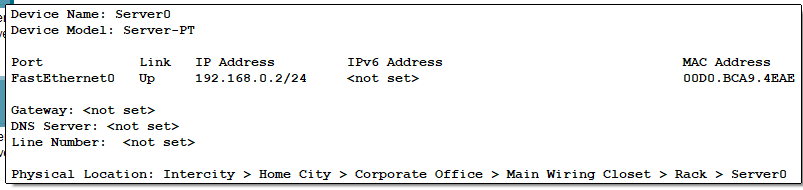 Device Name: Server0
Device Model: Server-PT
Port Link IP Address IPv6 Address MAC Address
FastEthernet0 Up 192.168.0.2/24 <not set> 00D0.BCA9.4EAE
Gateway: <not set>
DNS Server: <not set>
Line Number: <not set>
Physical Location: Intercity > Home City > Corporate Office > Main Wiring Closet > Rack > Server0